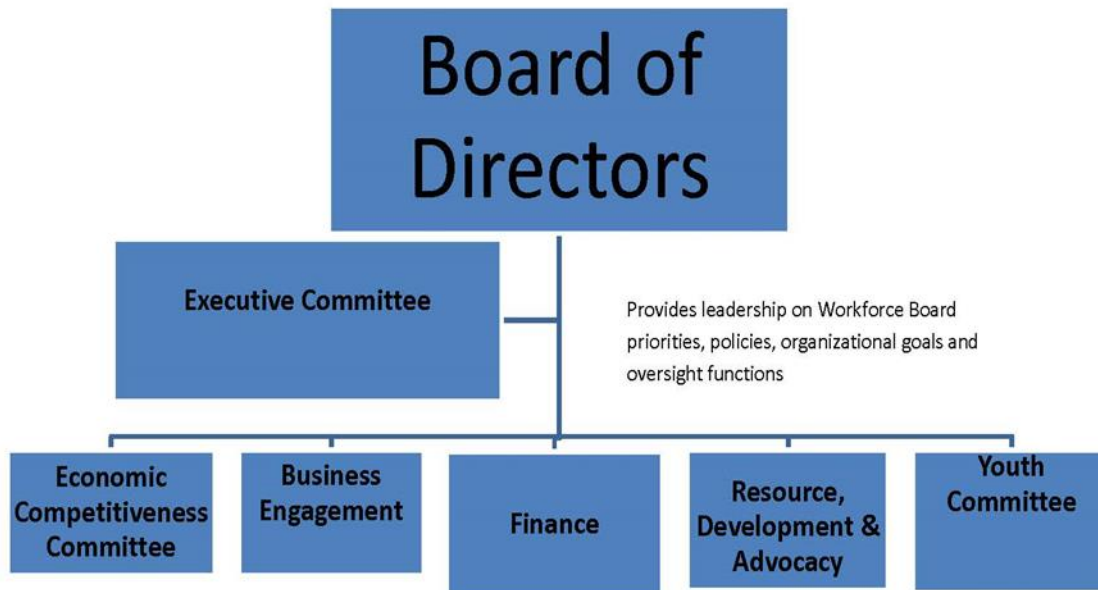 Board of
Directors
Executive Committee
Provides leadership on Workforce Board
priorities, policies, organizational goals and
oversight functions
Economic
Competitiveness
Committee
Business
Engagement
Finance
Resource,
Development &
Advocacy
Youth
Committee